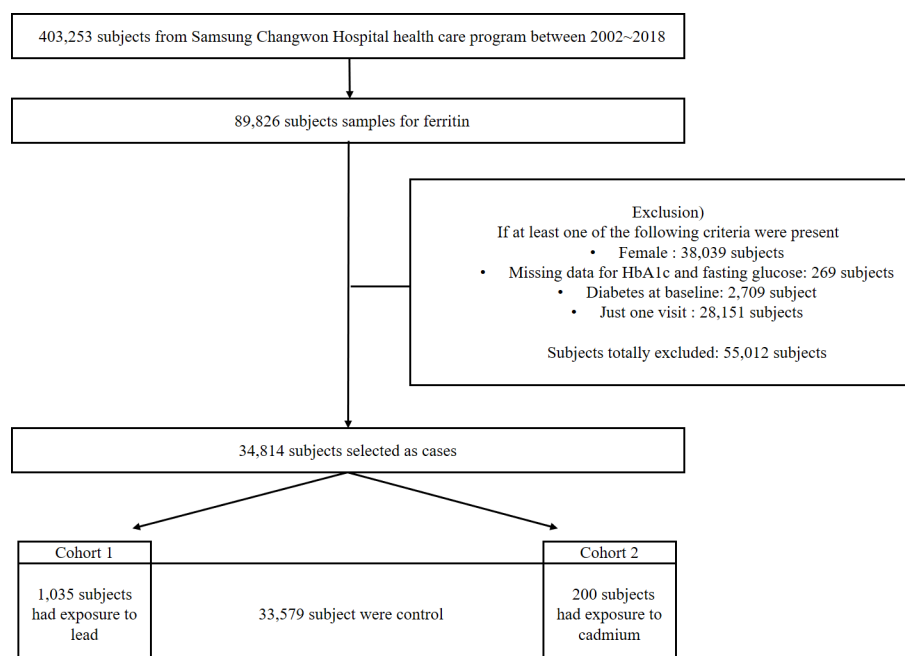 403,253 subjects from Samsung Changwon Hospital health care program between 2002~2018
89,826 subjects samples for ferritin
Exclusion)
If at least one of the following criteria were present
• Female : 38,039 subjects
• Missing data for HbA1c and fasting glucose: 269 subjects
• Diabetes at baseline: 2,709 subject
• Just one visit : 28,151 subjects
Subjects totally excluded: 55,012 subjects
34,814 subjects selected as cases
Cohort 1
1,035 subjects
had exposure to
lead
33,579 subject were control
Cohort 2
200 subjects
had exposure to
cadmium